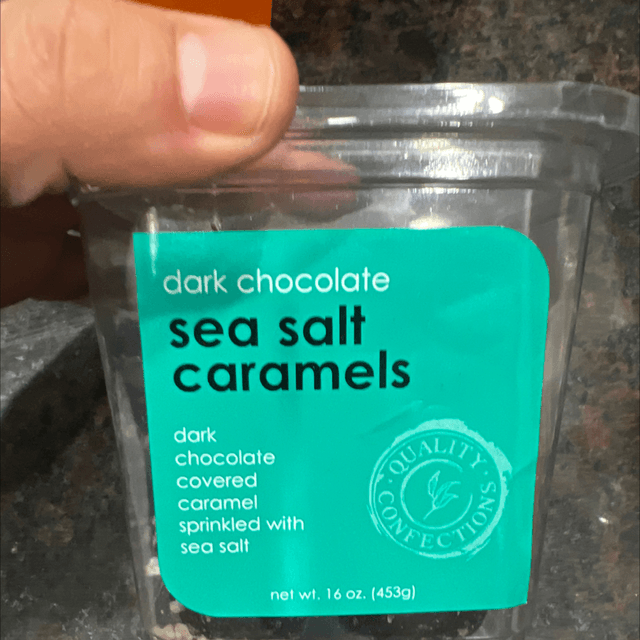 dark chocolate
sea salt
caramels
dark
chocolate
covered
caramel
sprinkled with
sea salt
QUALITY
CONFECTIONS
net wt. 16 oz. (453g)